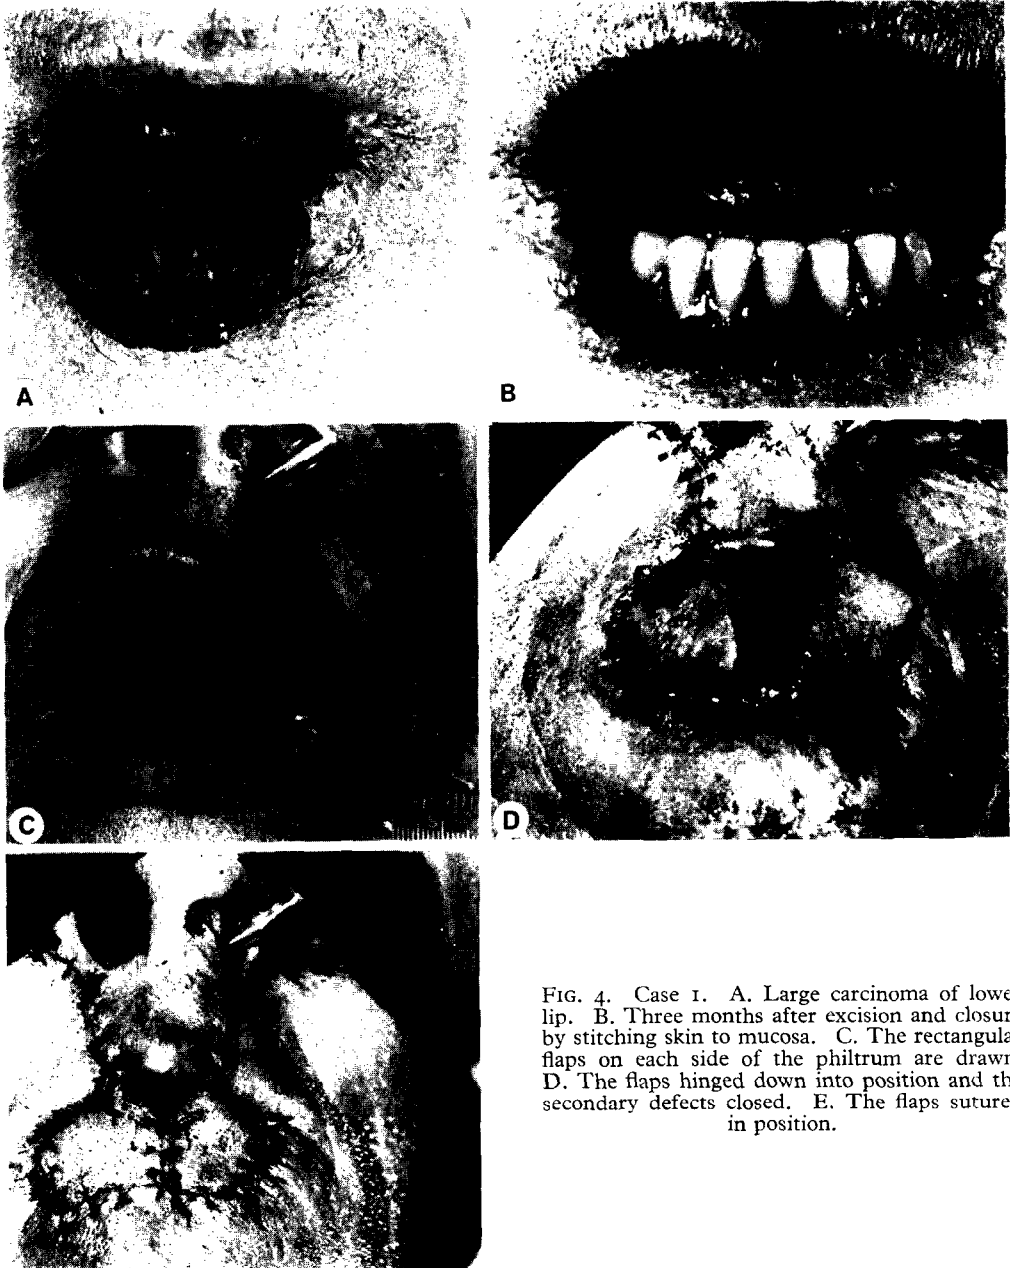 A
B
C
D
FIG. 4. Case 1. A. Large carcinoma of lowe
lip. B. Three months after excision and closur
by stitching skin to mucosa. C. The rectangula
flaps on each side of the philtrum are drawn
D. The flaps hinged down into position and th
secondary defects closed. E. The flaps suture
in position.